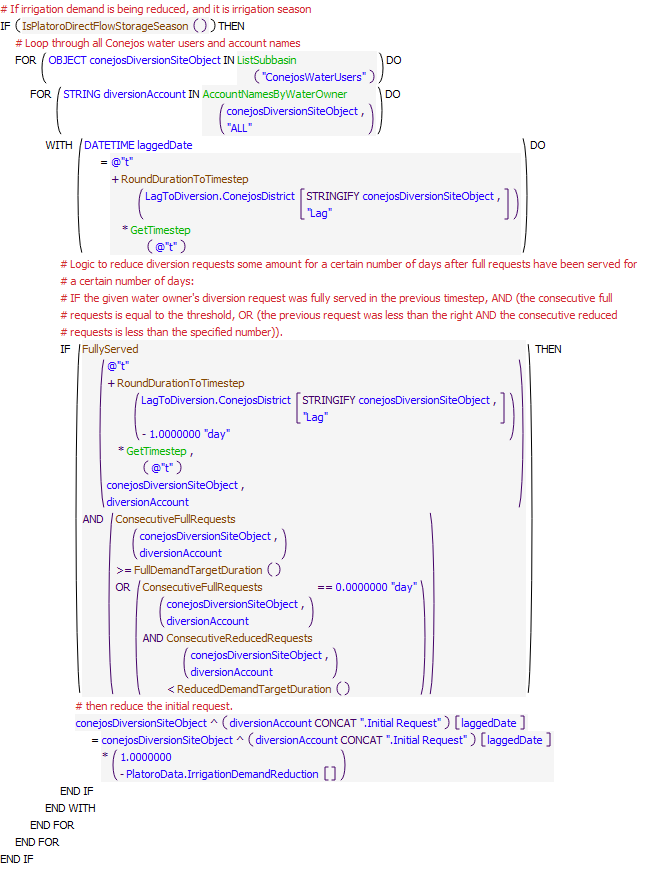 # If irrigation demand is being reduced, and it is irrigation season
IF ( IsPlatoroDirectFlowStorageSeason ( ) ) THEN
# Loop through all Conejos water users and account names
FOR ( OBJECT conejosDiversionSiteObject IN ListSubbasin ) DO
( "ConejosWaterUsers" )
FOR ( STRING diversionAccount IN AccountNamesByWaterOwner ) DO
( conejosDiversionSiteObject ,
"ALL" )
WITH ( DATETIME laggedDate ) DO
= @"t"
+ RoundDurationToTimestep
( LagToDiversion.ConejosDistrict [ STRINGIFY conejosDiversionSiteObject , ] )
"Lag"
* GetTimestep
( @"t" )
# Logic to reduce diversion requests some amount for a certain number of days after full requests have been served for
# a certain number of days:
# IF the given water owner's diversion request was fully served in the previous timestep, AND (the consecutive full
# requests is equal to the threshold, OR (the previous request was less than the right AND the consecutive reduced
# requests is less than the specified number)).
IF ( FullyServed ) THEN
( @"t"
+ RoundDurationToTimestep
( LagToDiversion.ConejosDistrict [ STRINGIFY conejosDiversionSiteObject , ] )
"Lag"
- 1.0000000 "day"
* GetTimestep ,
( @"t" )
conejosDiversionSiteObject ,
diversionAccount )
AND ( ConsecutiveFullRequests )
( conejosDiversionSiteObject , )
diversionAccount
>= FullDemandTargetDuration ( )
OR ( ConsecutiveFullRequests == 0.0000000 "day" )
( conejosDiversionSiteObject , )
diversionAccount
AND ConsecutiveReducedRequests
( conejosDiversionSiteObject , )
diversionAccount
< ReducedDemandTargetDuration ( )
# then reduce the initial request.
conejosDiversionSiteObject ^ ( diversionAccount CONCAT ".Initial Request" ) [ laggedDate ]
= conejosDiversionSiteObject ^ ( diversionAccount CONCAT ".Initial Request" ) [ laggedDate ]
* ( 1.0000000 )
- PlatoroData.IrrigationDemandReduction [ ]
END IF
END WITH
END FOR
END FOR
END IF